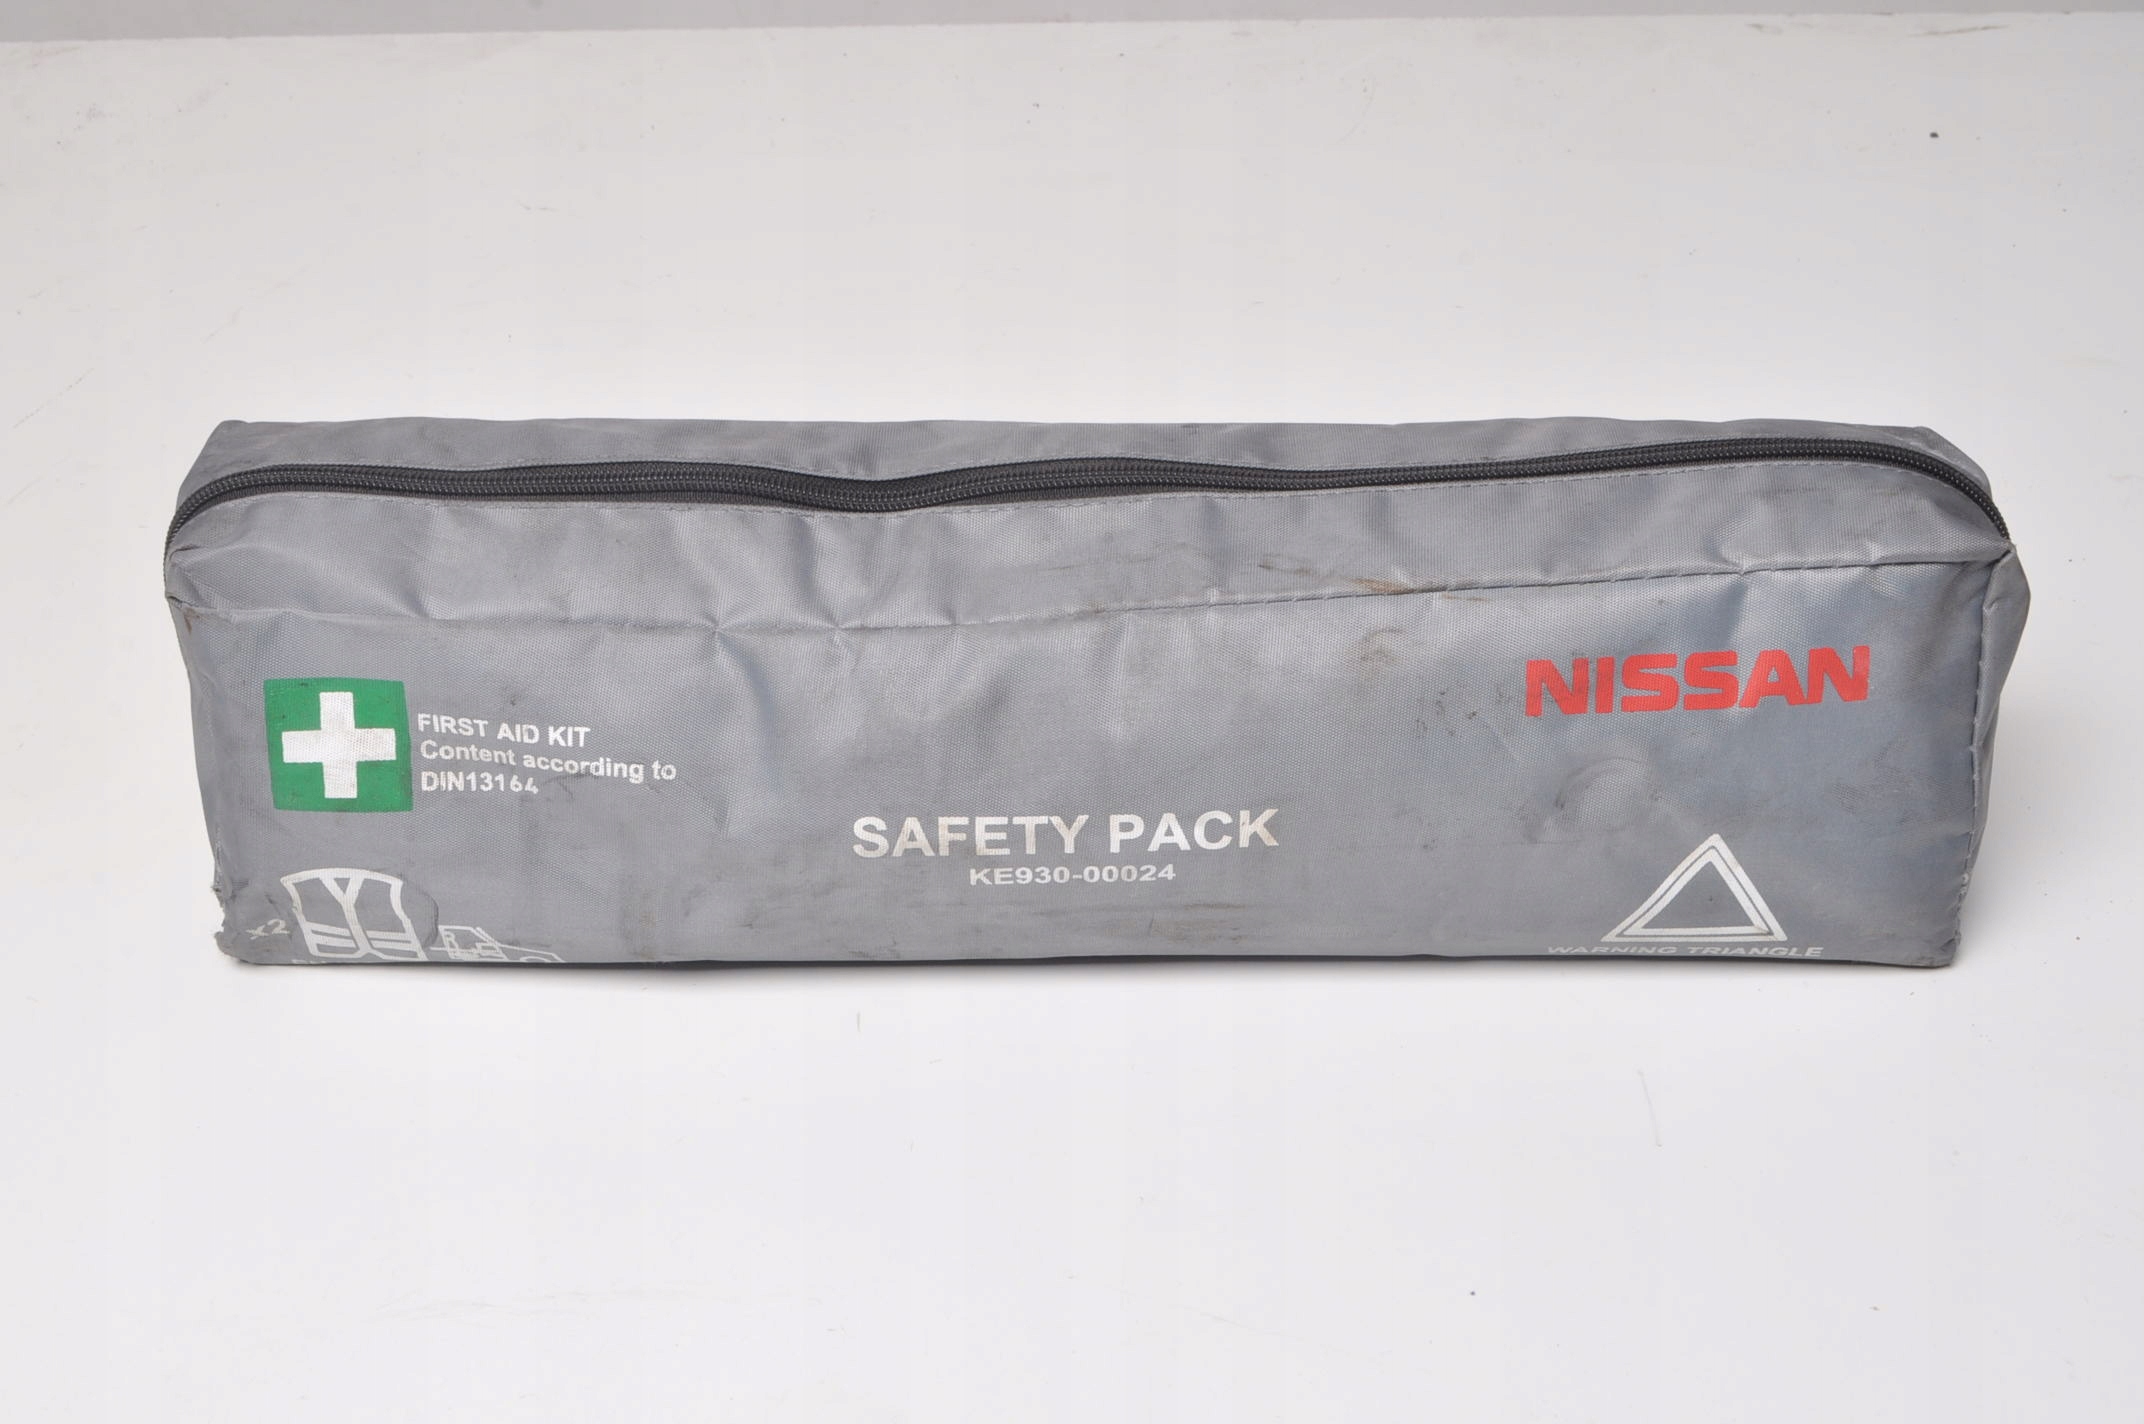 NISSAN
FIRST AID KIT
Content according to
DIN13164
SAFETY PACK
KE930-00024
x2
WARNING TRIANGLE